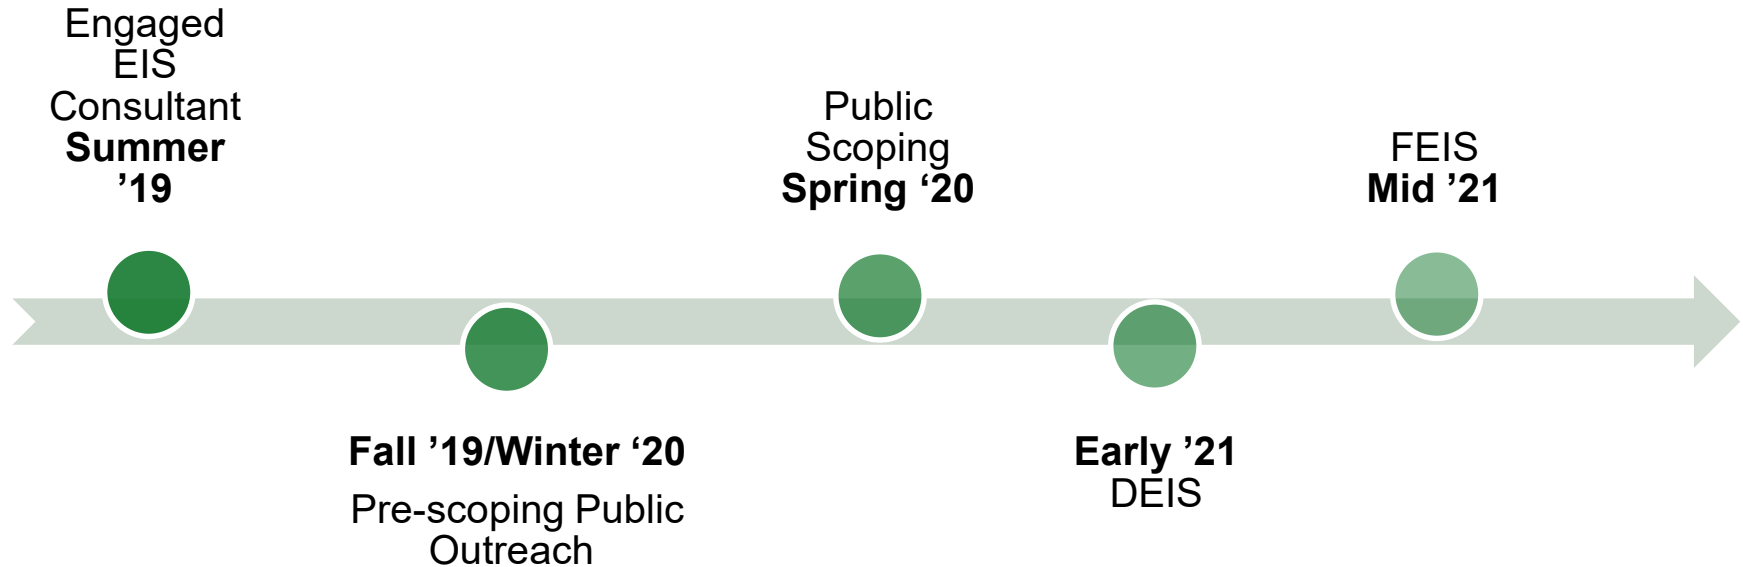 Engaged
EIS
Consultant
Summer
’19
Fall ’19/Winter ‘20
Pre-scoping Public
Outreach
Public
Scoping
Spring ‘20
Early ’21
DEIS
FEIS
Mid ’21